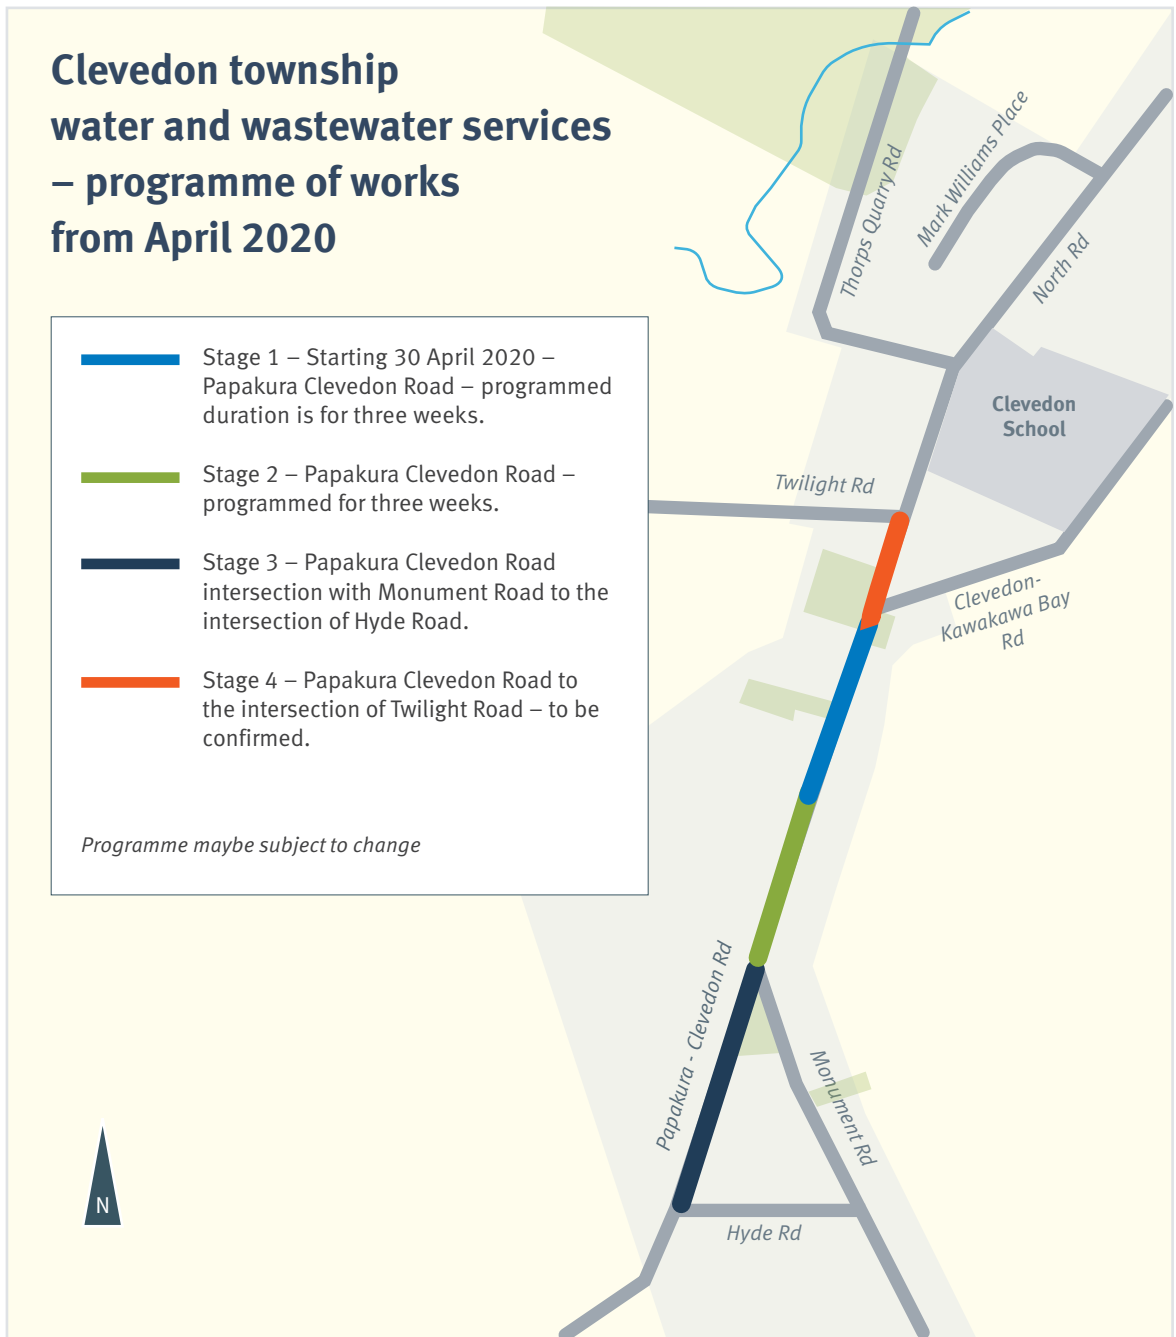 Clevedon township
water and wastewater services
– programme of works
from April 2020
Stage 1 – Starting 30 April 2020 –
Papakura Clevedon Road – programmed
duration is for three weeks.
Stage 2 – Papakura Clevedon Road –
programmed for three weeks.
Stage 3 – Papakura Clevedon Road
intersection with Monument Road to the
intersection of Hyde Road.
Stage 4 – Papakura Clevedon Road to
the intersection of Twilight Road – to be
confirmed.
Programme maybe subject to change
Thorps Quarry Rd
Mark Williams Place
North Rd
Clevedon
School
Twilight Rd
Clevedon-
Kawakawa Bay
Rd
Papakura - Clevedon Rd
Monument Rd
Hyde Rd
N